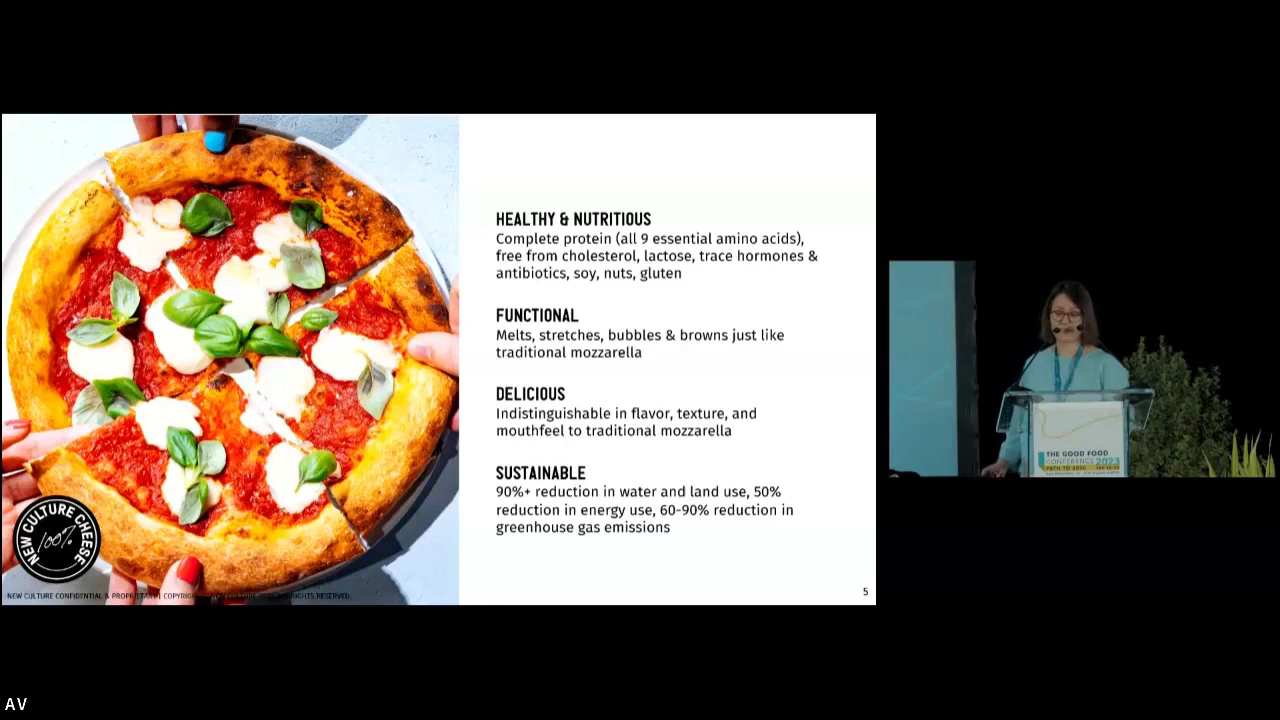 HEALTHY & NUTRITIOUS
Complete protein (all 9 essential amino acids),
free from cholesterol, lactose, trace hormones &
antibiotics, soy, nuts, gluten
FUNCTIONAL
Melts, stretches, bubbles & browns just like
traditional mozzarella
DELICIOUS
Indistinguishable in flavor, texture, and
mouthfeel to traditional mozzarella
SUSTAINABLE
90%+ reduction in water and land use, 50%
reduction in energy use, 60-90% reduction in
greenhouse gas emissions
NEW CULTURE CHEESE
100%
NEW CULTURE CONFIDENTIAL &
RIGHTS RESERVED.
5
THE GOOD FOOD
CONFERENCE 2023
AV